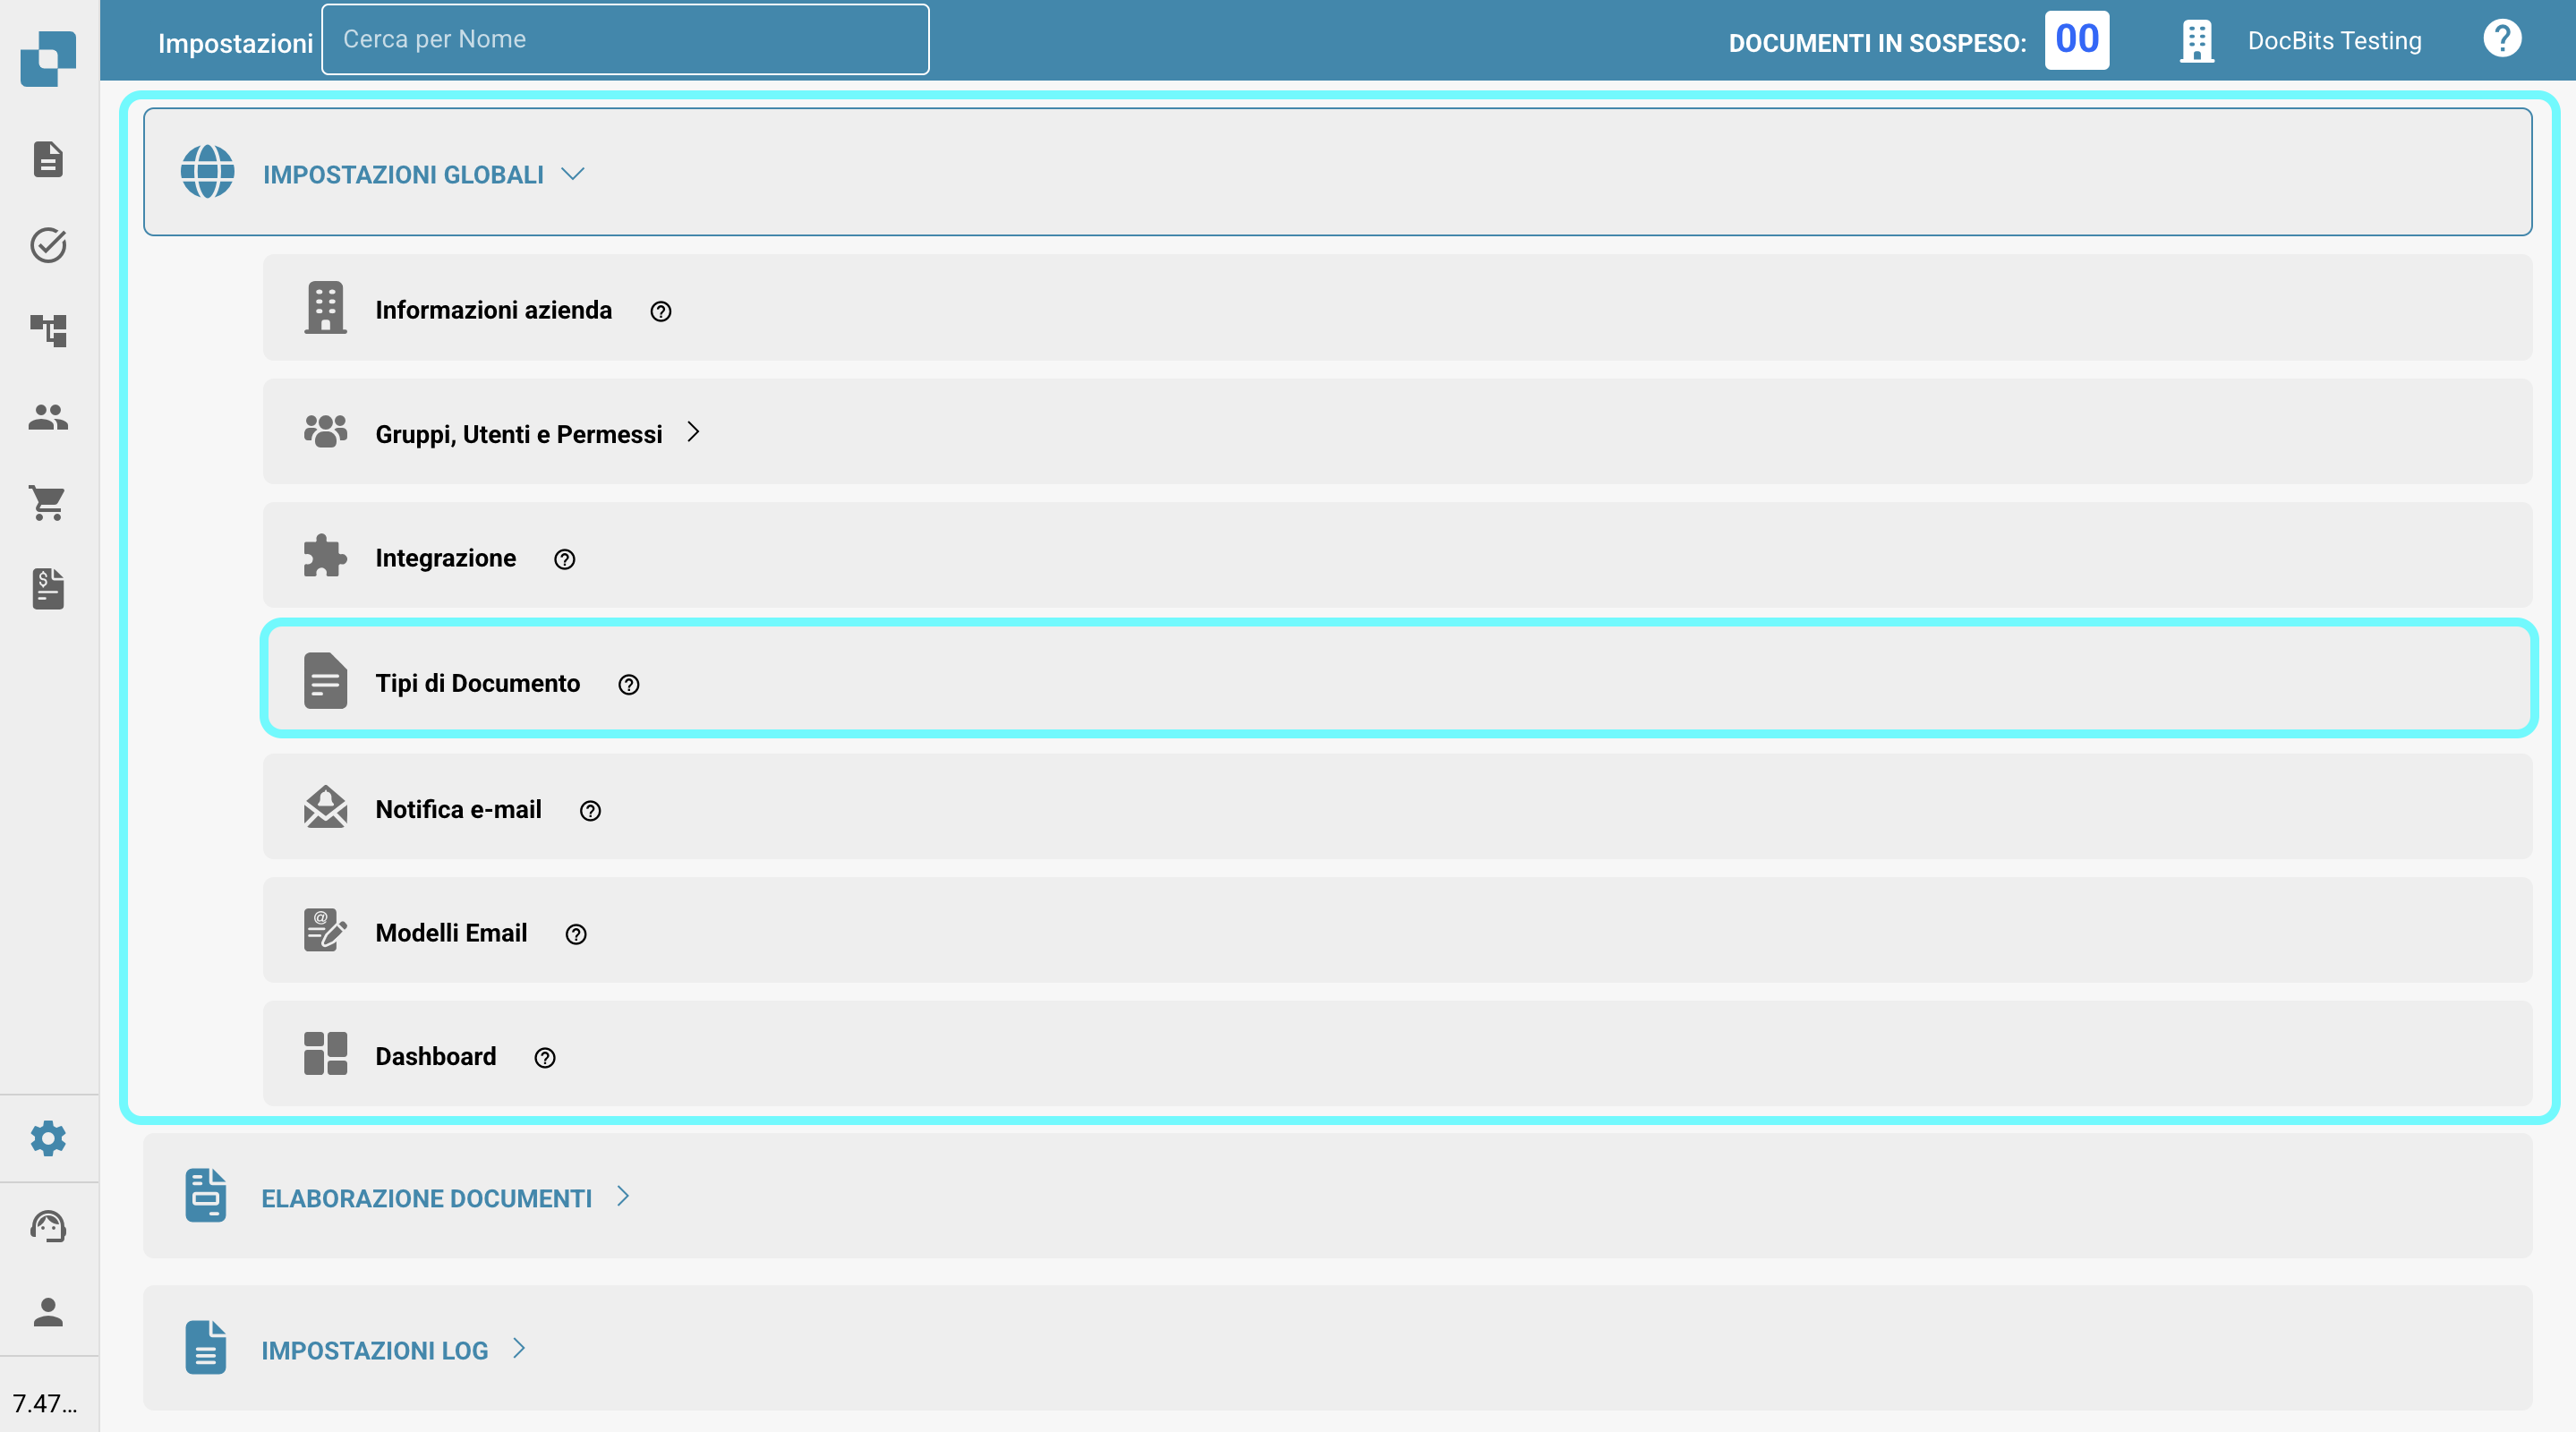 Impostazioni
Cerca per Nome
DOCUMENTI IN SOSPESO: 00
DocBits Testing
IMPOSTAZIONI GLOBALI
Informazioni azienda
Gruppi, Utenti e Permessi
Integrazione
Tipi di Documento
Notifica e-mail
Modelli Email
Dashboard
ELABORAZIONE DOCUMENTI
IMPOSTAZIONI LOG
7.47...